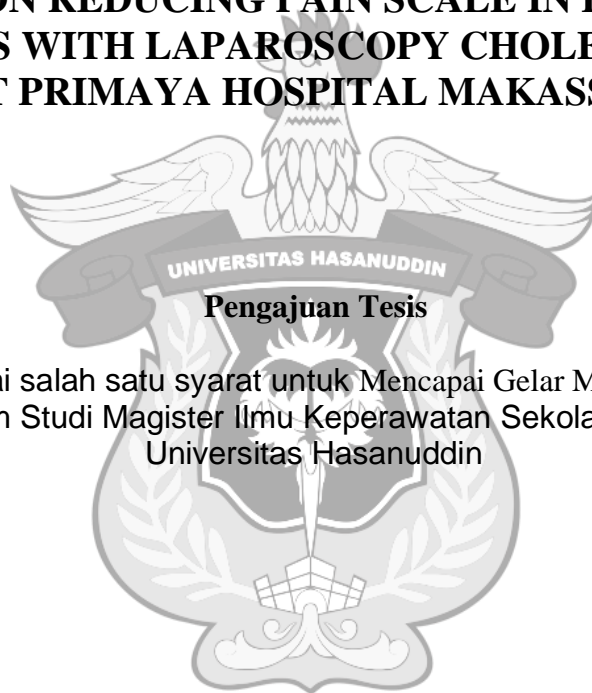 ON REDUCING PAIN SCALE IN
S WITH LAPAROSCOPY CHOLE
T PRIMAYA HOSPITAL MAKASS
UNIVERSITAS HASANUDDIN
Pengajuan Tesis
ai salah satu syarat untuk Mencapai Gelar M
n Studi Magister Ilmu Keperawatan Sekola
Universitas Hasanuddin